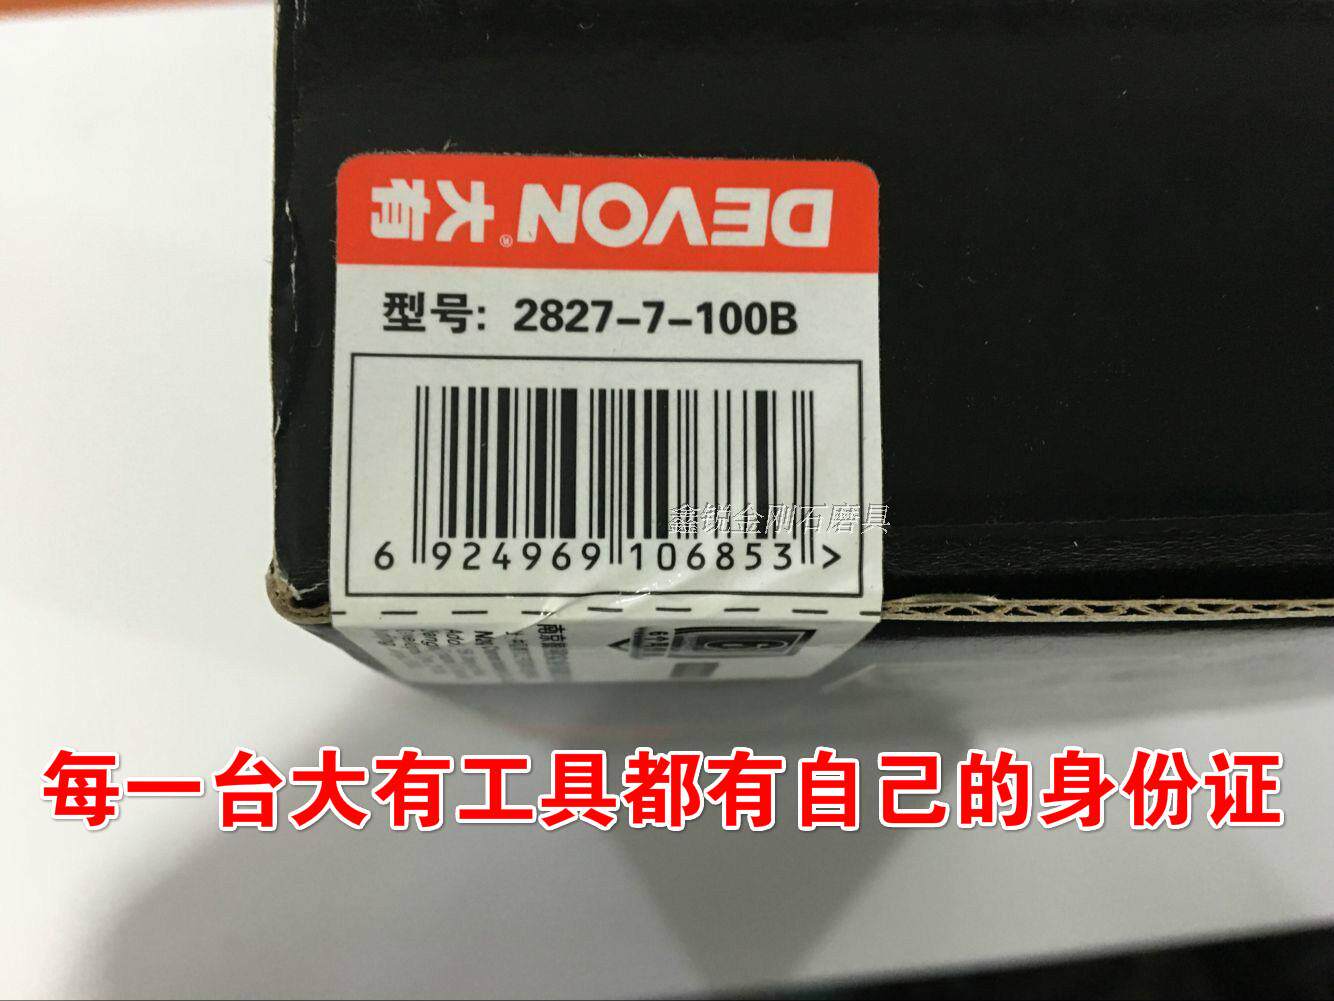 DEVON 大有®
型号: 2827-7-100B
6 924969 106853 >
鑫锐金刚石磨具
每一台大有工具都有自己的身份证